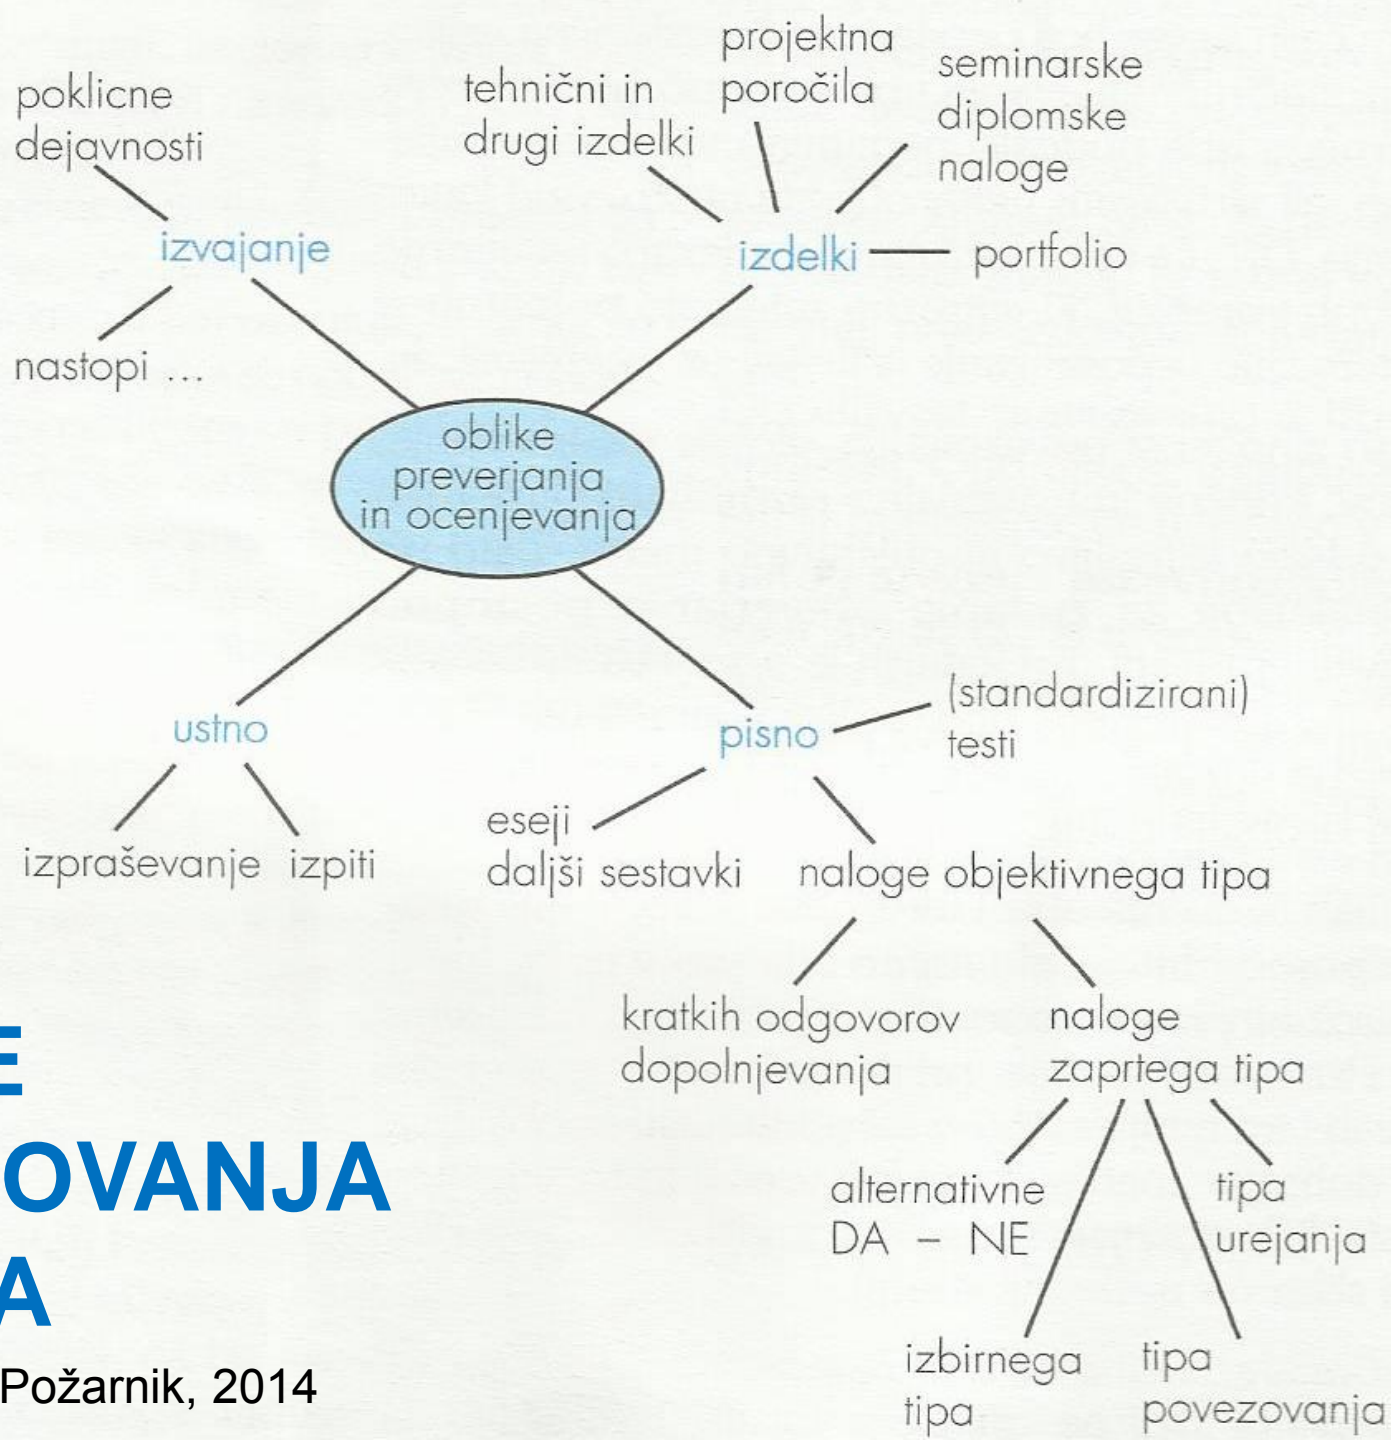 projektna
poročila
seminarske
diplomske
naloge
tehnični in
drugi izdelki
poklicne
dejavnosti
izvajanje
izdelki
portfolio
nastopi ...
oblike
preverjanja
in ocenjevanja
ustno
pisno
(standardizirani)
testi
izpraševanje
izpiti
eseji
daljši sestavki
naloge objektivnega tipa
kratkih odgovorov
dopolnjevanja
naloge
zaprtega tipa
alternativne
DA – NE
tipa
urejanja
izbirnega
tipa
tipa
povezovanja
E
OVANJA
A
Požarnik, 2014